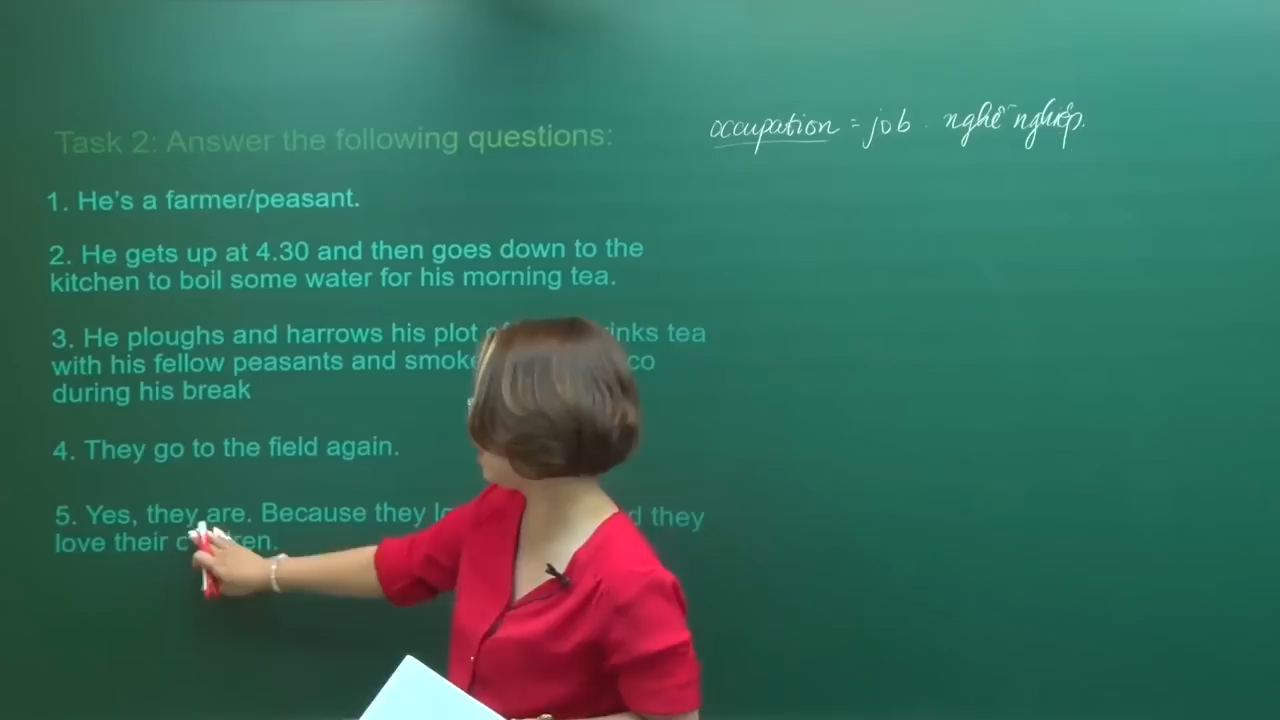 Task 2: Answer the following questions:
occupation = job . nghề nghiệp.
1. He's a farmer/peasant.
2. He gets up at 4.30 and then goes down to the
kitchen to boil some water for his morning tea.
3. He ploughs and harrows his plot tea
with his fellow peasants and
during his break
4. They go to the field again.
5. Yes, they are. Because they they
love their